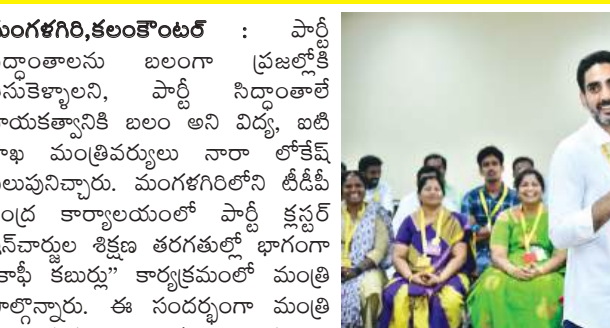 మంగళగిరి,కలంకౌంటర్ : పార్టీ
సిద్ధాంతాలను బలంగా ప్రజల్లోకి
తీసుకెళ్ళాలని, పార్టీ సిద్ధాంతాలే
నాయకత్వానికి బలం అని విద్య, ఐటి
శాఖ మంత్రివర్యులు నారా లోకేష్
పిలుపునిచ్చారు. మంగళగిరిలోని టీడీపీ
కేంద్ర కార్యాలయంలో పార్టీ క్లస్టర్
ఇన్‌చార్జుల శిక్షణ తరగతుల్లో భాగంగా
కాఫీ కబుర్లు” కార్యక్రమంలో మంత్రి
పాల్గొన్నారు. ఈ సందర్భంగా మంత్రి